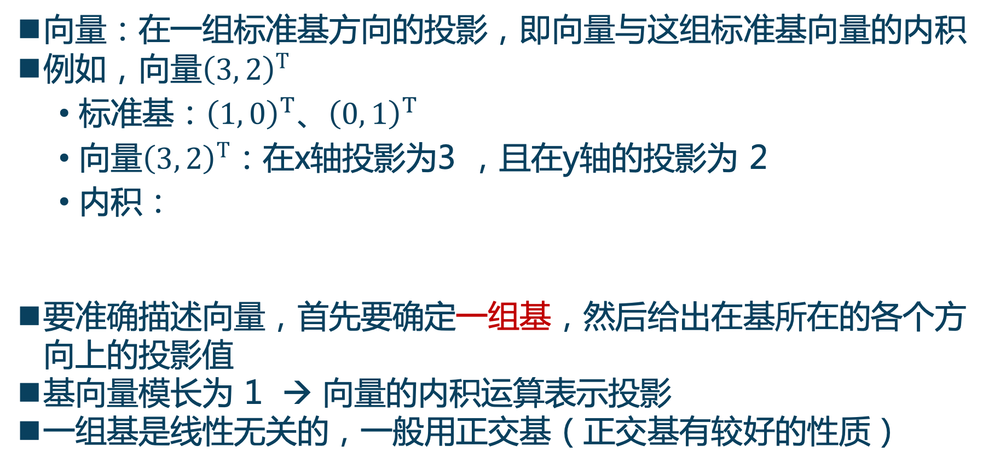 ■向量：在一组标准基方向的投影，即向量与这组标准基向量的内积
■例如，向量(3, 2)ᵀ
• 标准基：(1, 0)ᵀ、(0, 1)ᵀ
• 向量(3, 2)ᵀ：在x轴投影为3 ，且在y轴的投影为 2
• 内积：
■要准确描述向量，首先要确定一组基，然后给出在基所在的各个方
向上的投影值
■基向量模长为 1 → 向量的内积运算表示投影
■一组基是线性无关的，一般用正交基（正交基有较好的性质）